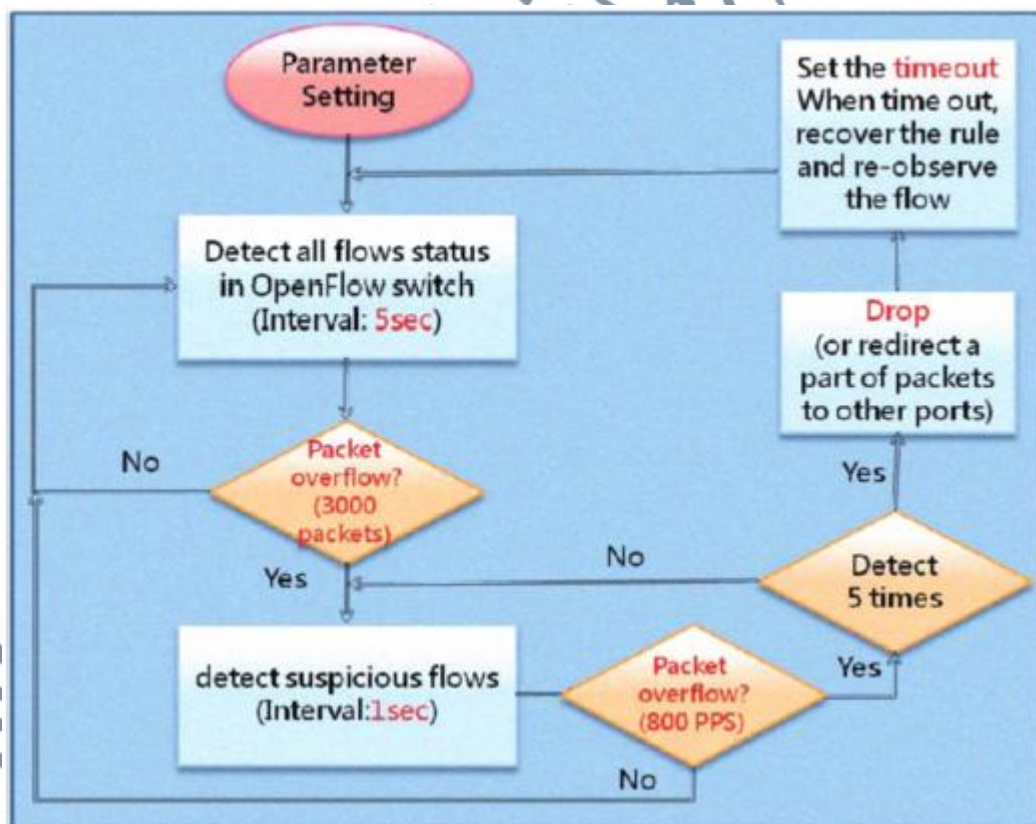 Parameter
Setting
Detect all flows status
in OpenFlow switch
(Interval: 5sec)
Packet
overflow?
(3000
packets)
No
Yes
detect suspicious flows
(Interval:1sec)
Packet
overflow?
(800 PPS)
No
Yes
Detect
5 times
No
Yes
Drop
(or redirect a
part of packets
to other ports)
Set the timeout
When time out,
recover the rule
and re-observe
the flow